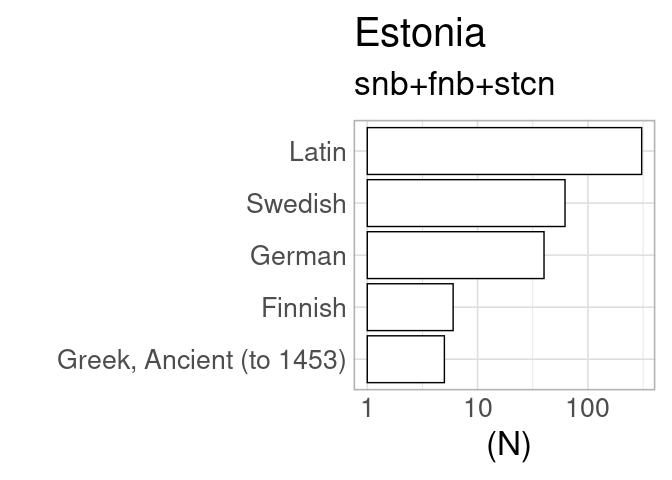 Estonia
snb+fnb+stcn
Latin
Swedish
German
Finnish
Greek, Ancient (to 1453)
1 10 100
(N)